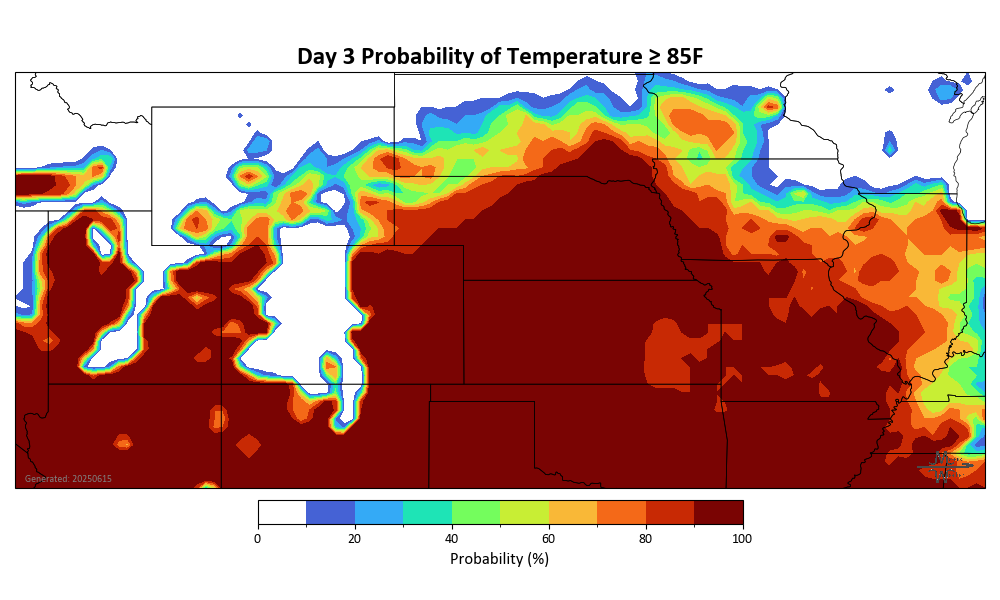 Day 3 Probability of Temperature ≥ 85F
Generated: 20250615
0 20 40 60 80 100
Probability (%)